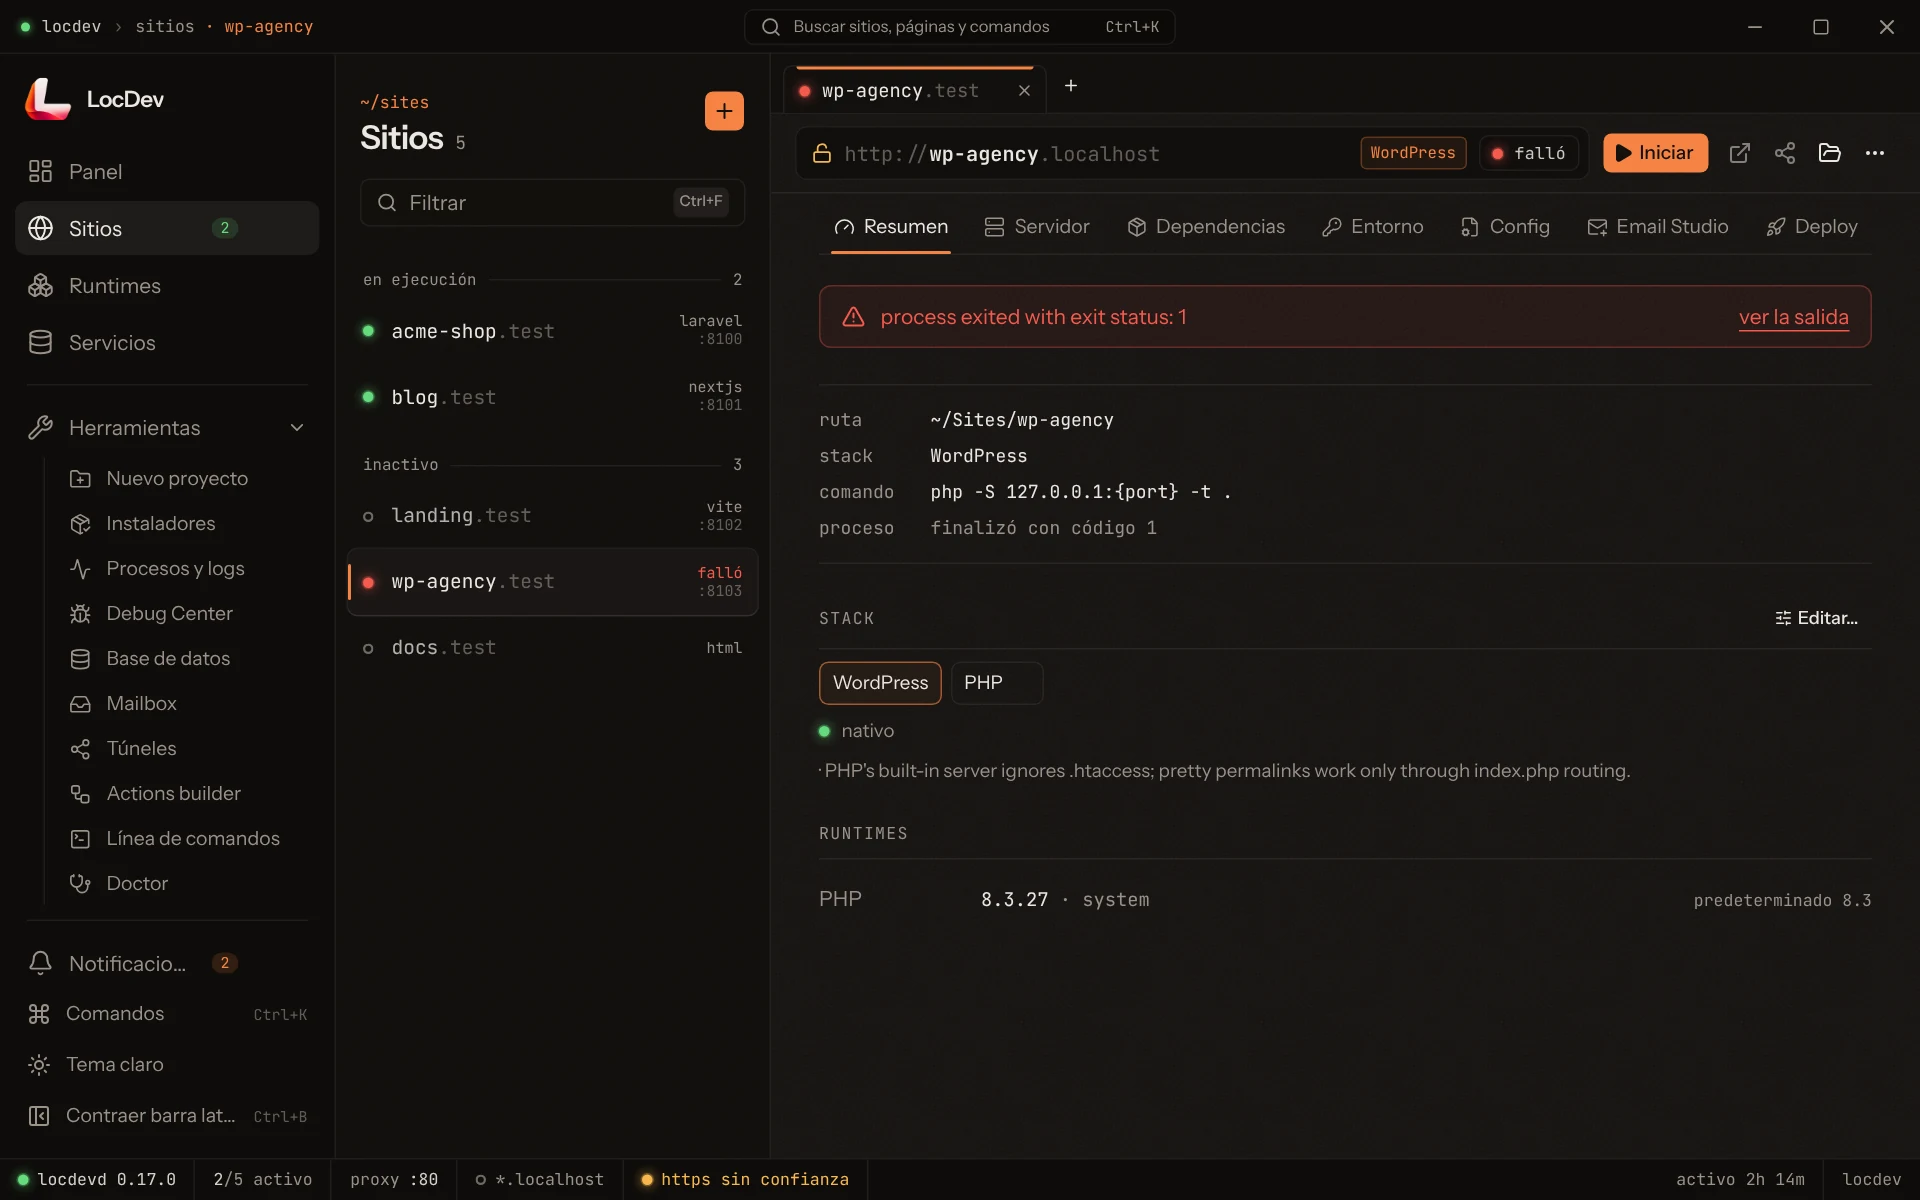 locdev › sitios · wp-agency
Buscar sitios, páginas y comandos Ctrl+K
LocDev
Panel
Sitios 2
Runtimes
Servicios
Herramientas
Nuevo proyecto
Instaladores
Procesos y logs
Debug Center
Base de datos
Mailbox
Túneles
Actions builder
Línea de comandos
Doctor
Notificacio... 2
Comandos Ctrl+K
Tema claro
Contraer barra lat... Ctrl+B
~/sites
Sitios 5
+
Filtrar Ctrl+F
en ejecución 2
acme-shop.test laravel
:8100
blog.test nextjs
:8101
inactivo 3
landing.test vite
:8102
wp-agency.test falló
:8103
docs.test html
wp-agency.test
+
http://wp-agency.localhost WordPress falló Iniciar
Resumen Servidor Dependencias Entorno Config Email Studio Deploy
process exited with exit status: 1 ver la salida
ruta ~/Sites/wp-agency
stack WordPress
comando php -S 127.0.0.1:{port} -t .
proceso finalizó con código 1
STACK Editar...
WordPress PHP
nativo
· PHP's built-in server ignores .htaccess; pretty permalinks work only through index.php routing.
RUNTIMES
PHP 8.3.27 · system predeterminado 8.3
locdevd 0.17.0 2/5 activo proxy :80 *.localhost https sin confianza activo 2h 14m locdev